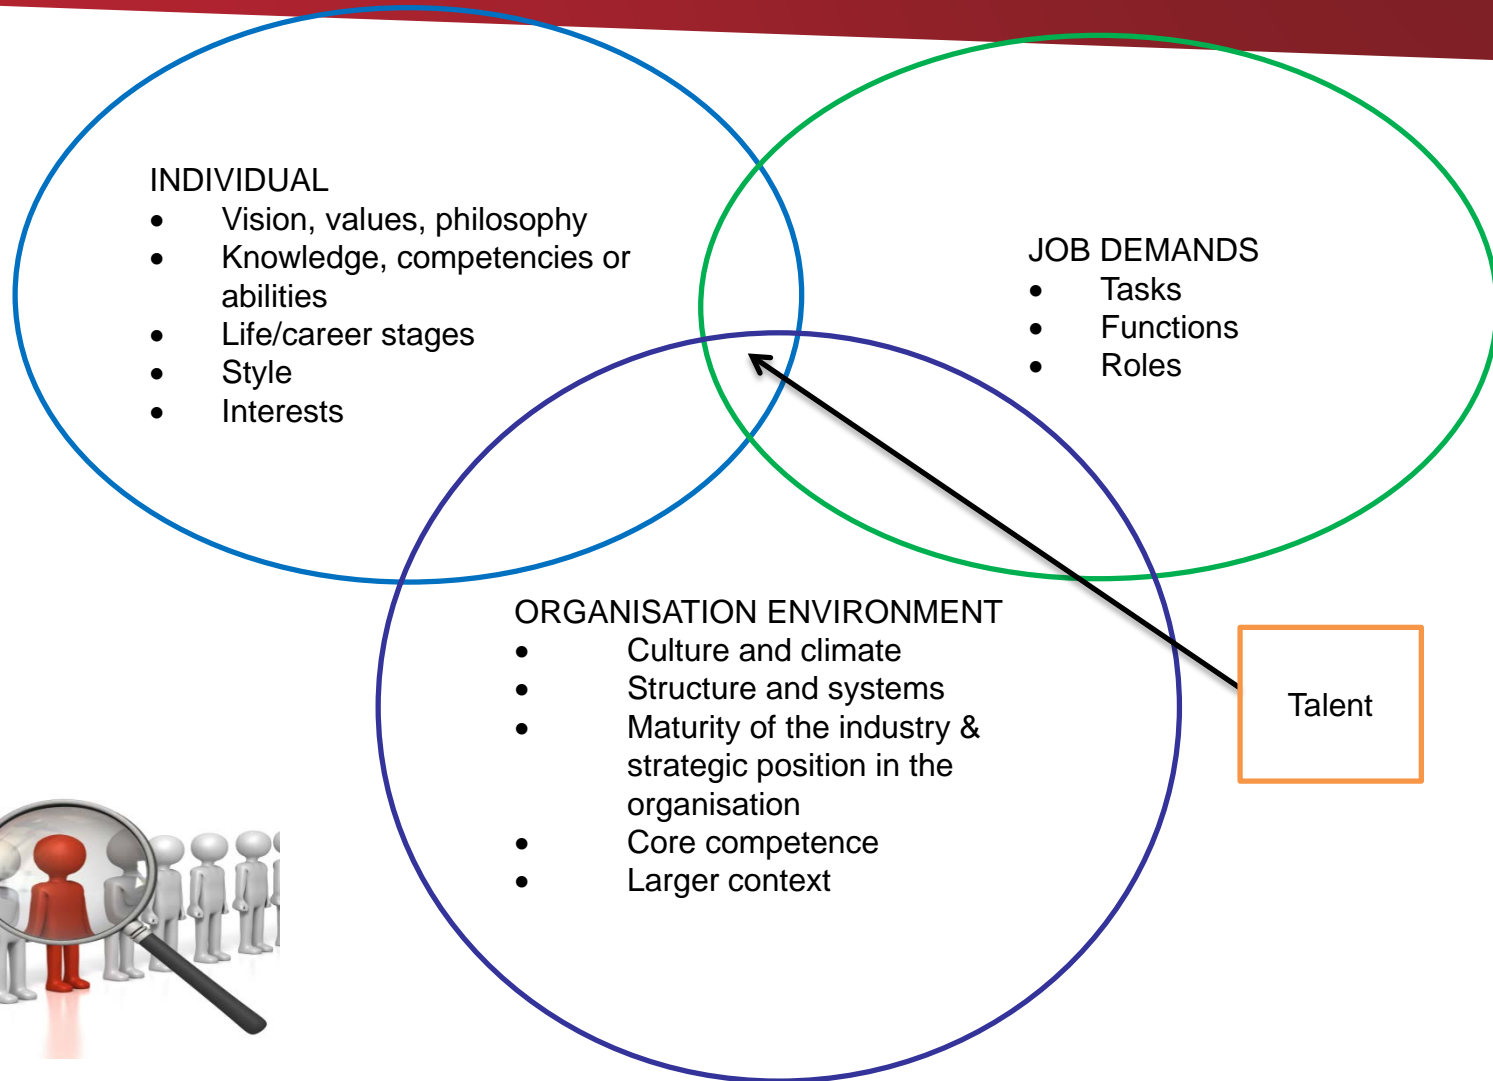 INDIVIDUAL
• Vision, values, philosophy
• Knowledge, competencies or
abilities
• Life/career stages
• Style
• Interests
JOB DEMANDS
• Tasks
• Functions
• Roles
ORGANISATION ENVIRONMENT
• Culture and climate
• Structure and systems
• Maturity of the industry &
strategic position in the
organisation
• Core competence
• Larger context
Talent